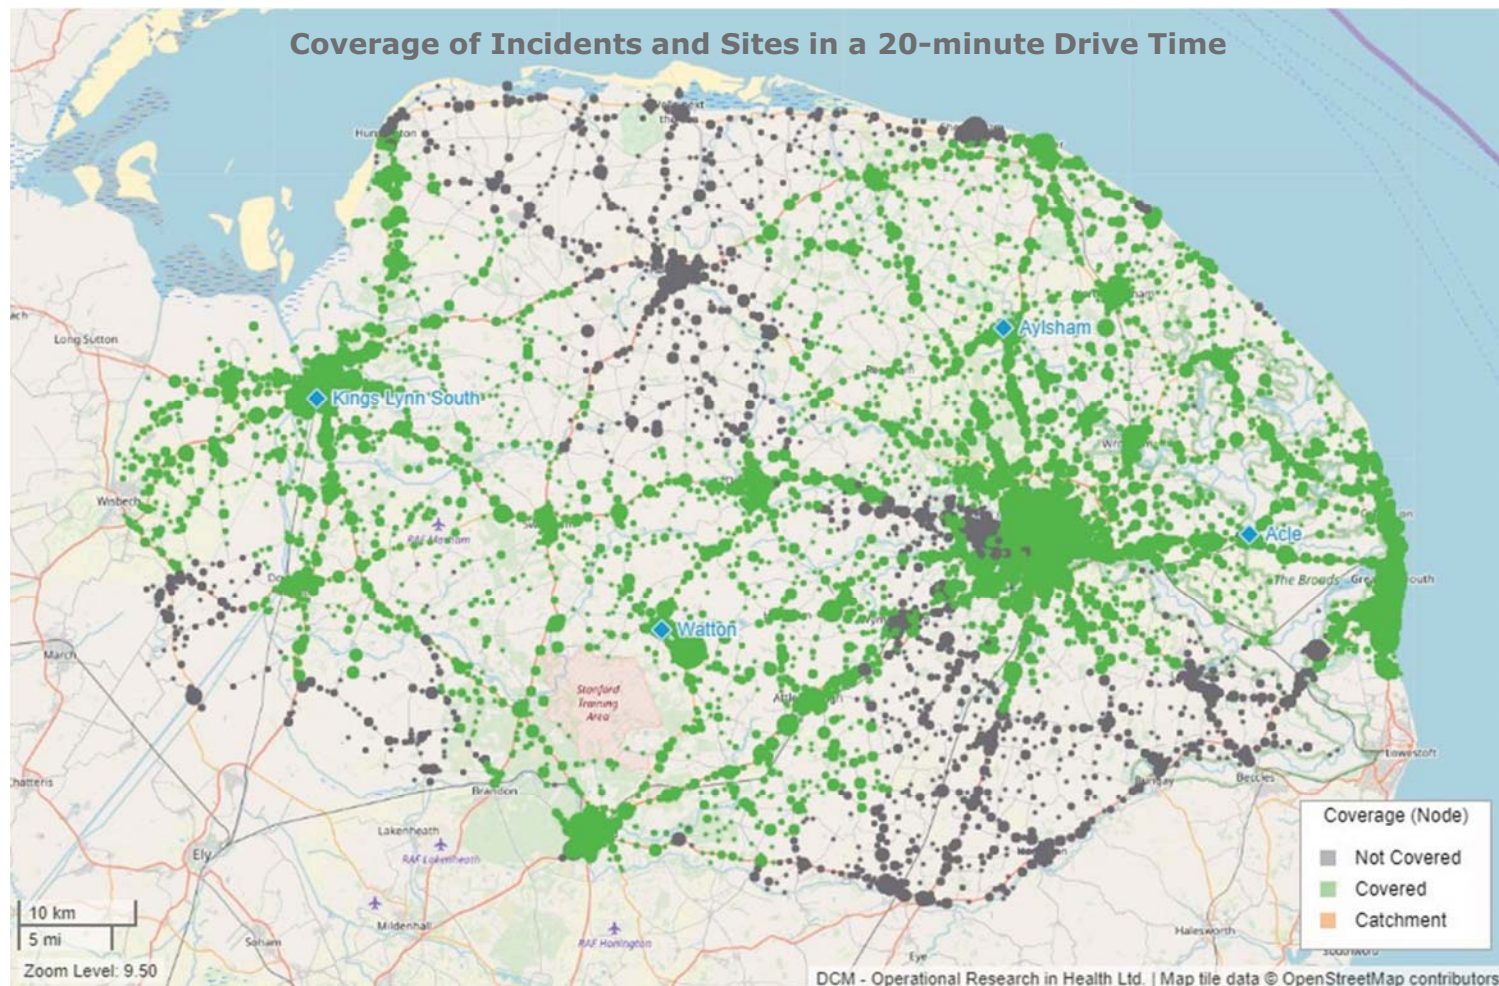 Coverage of Incidents and Sites in a 20-minute Drive Time
Long Sutton
Aylsham
Kings Lynn South
Wisbech
Acle
The Broads
RAF Marham
Watton
March
Stanford
Training
Area
Lowestoft
Bungay
Beccles
Brandon
Lakenheath
RAF Lakenheath
Ely
Mildenhall
Soham
RAF Honington
Eye
Halesworth
Coverage (Node)
Not Covered
Covered
Catchment
10 km
5 mi
Zoom Level: 9.50
DCM - Operational Research in Health Ltd. | Map tile data © OpenStreetMap contributors